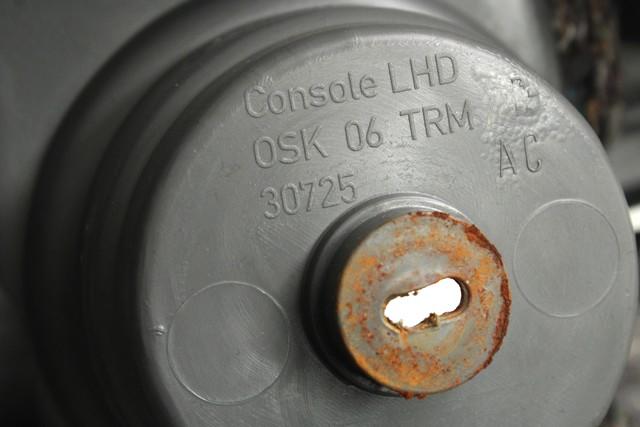 Console LHD
OSK 06 TRM
AC
30725